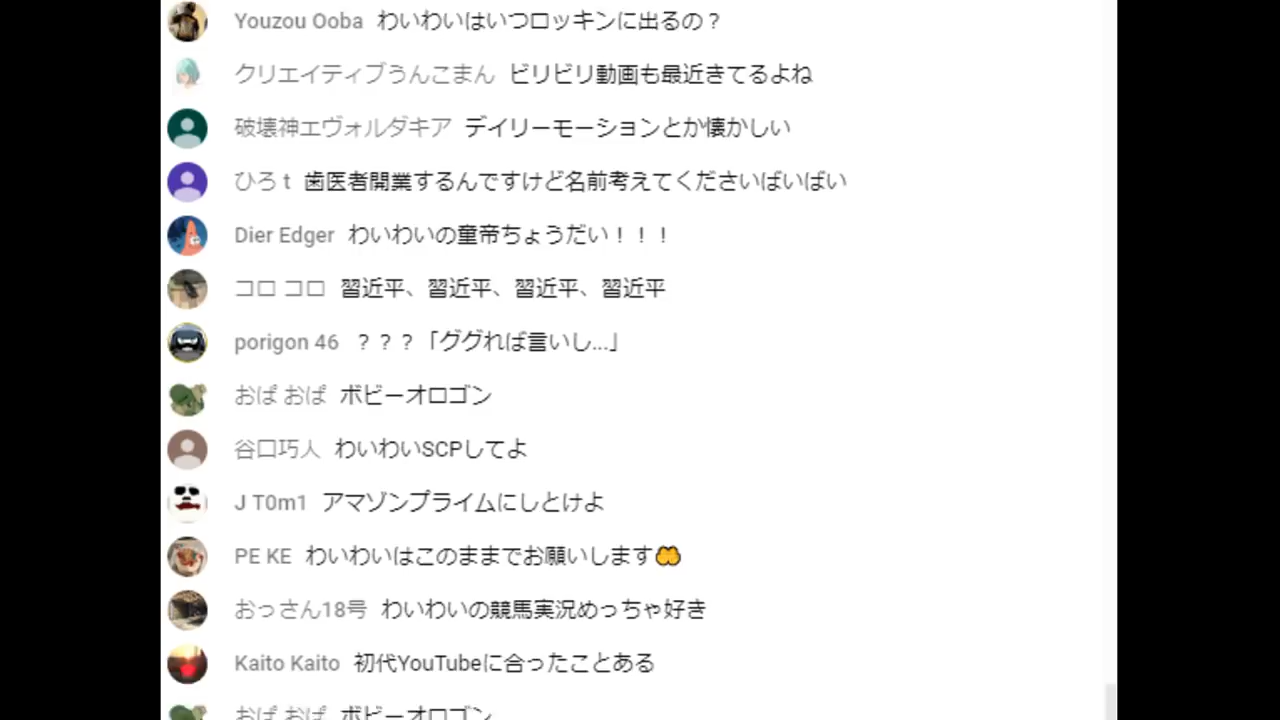 Youzou Ooba わいわいはいつロッキンに出るの？
クリエイティブうんこまん ビリビリ動画も最近きてるよね
破壊神エヴォルダキア デイリーモーションとか懐かしい
ひろ t 歯医者開業するんですけど名前考えてくださいばいばい
Dier Edger わいわいの童帝ちょうだい！！！
コロ コロ 習近平、習近平、習近平、習近平
porigon 46 ？？？「ググれば言いし...」
おぱ おぱ ボビーオロゴン
谷口巧人 わいわいSCPしてよ
J T0m1 アマゾンプライムにしとけよ
PE KE わいわいはこのままでお願いします🤲
おっさん18号 わいわいの競馬実況めっちゃ好き
Kaito Kaito 初代YouTubeに合ったことある
おぱ おぱ ボビーオロゴン